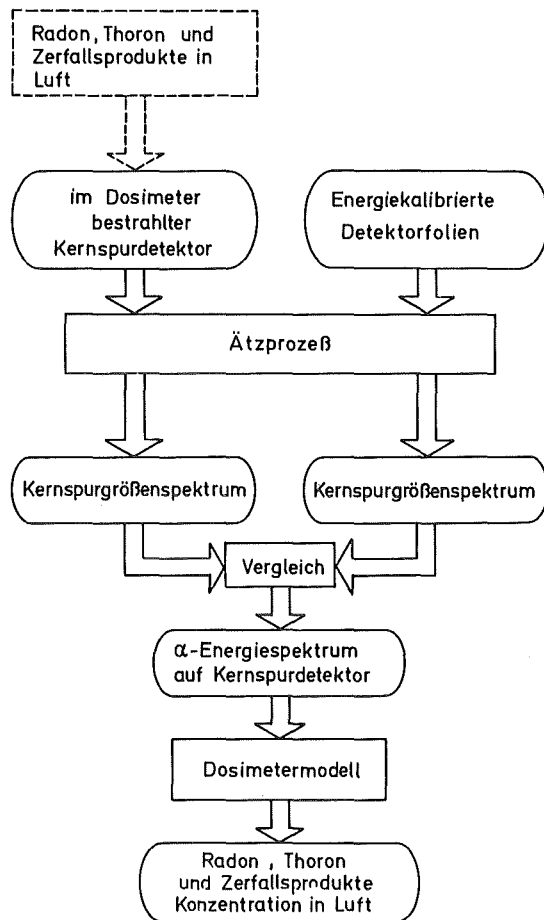 Radon, Thoron und
Zerfallsprodukte in
Luft
im Dosimeter
bestrahlter
Kernspurdetektor
Energiekalibrierte
Detektorfolien
Ätzprozeß
Kernspurgrößenspektrum
Kernspurgrößenspektrum
Vergleich
α-Energiespektrum
auf Kernspurdetektor
Dosimetermodell
Radon , Thoron
und Zerfallsprodukte
Konzentration in Luft